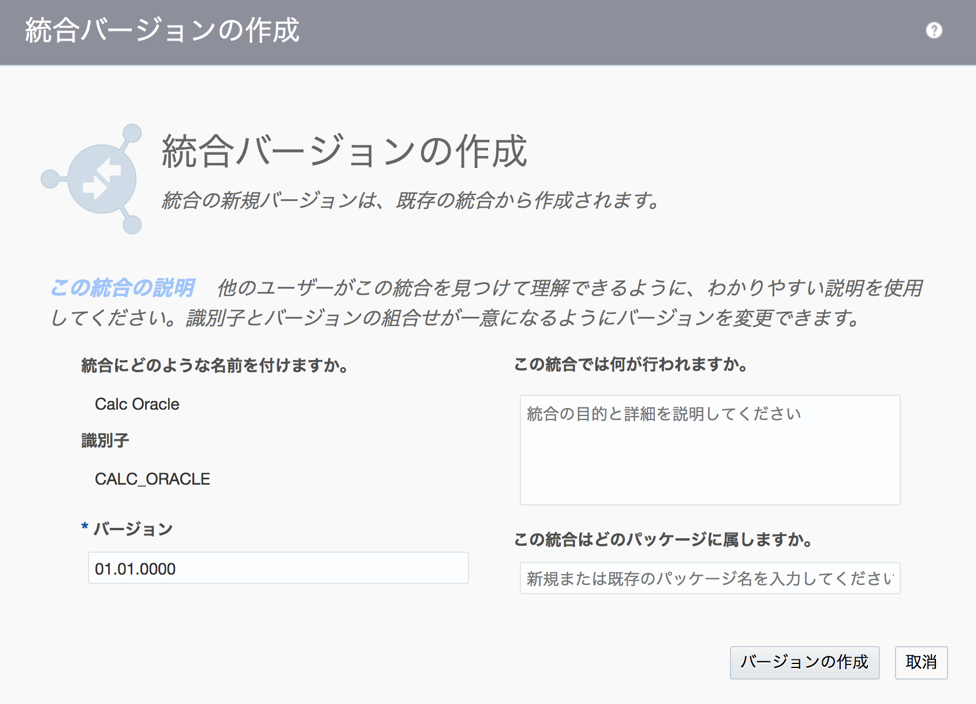 統合バージョンの作成
?
統合バージョンの作成
統合の新規バージョンは、既存の統合から作成されます。
この統合の説明 他のユーザーがこの統合を見つけて理解できるように、わかりやすい説明を使用
してください。識別子とバージョンの組合せが一意になるようにバージョンを変更できます。
統合にどのような名前を付けますか。
Calc Oracle
識別子
CALC_ORACLE
* バージョン
01.01.0000
この統合では何が行われますか。
統合の目的と詳細を説明してください
この統合はどのパッケージに属しますか。
新規または既存のパッケージ名を入力してください
バージョンの作成
取消